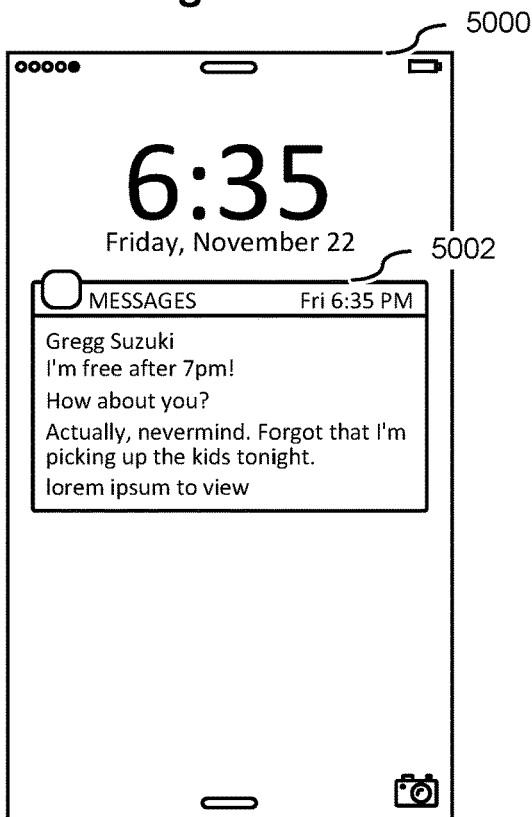 5000
6:35
Friday, November 22
5002
MESSAGES Fri 6:35 PM
Gregg Suzuki
I'm free after 7pm!
How about you?
Actually, nevermind. Forgot that I'm
picking up the kids tonight.
lorem ipsum to view